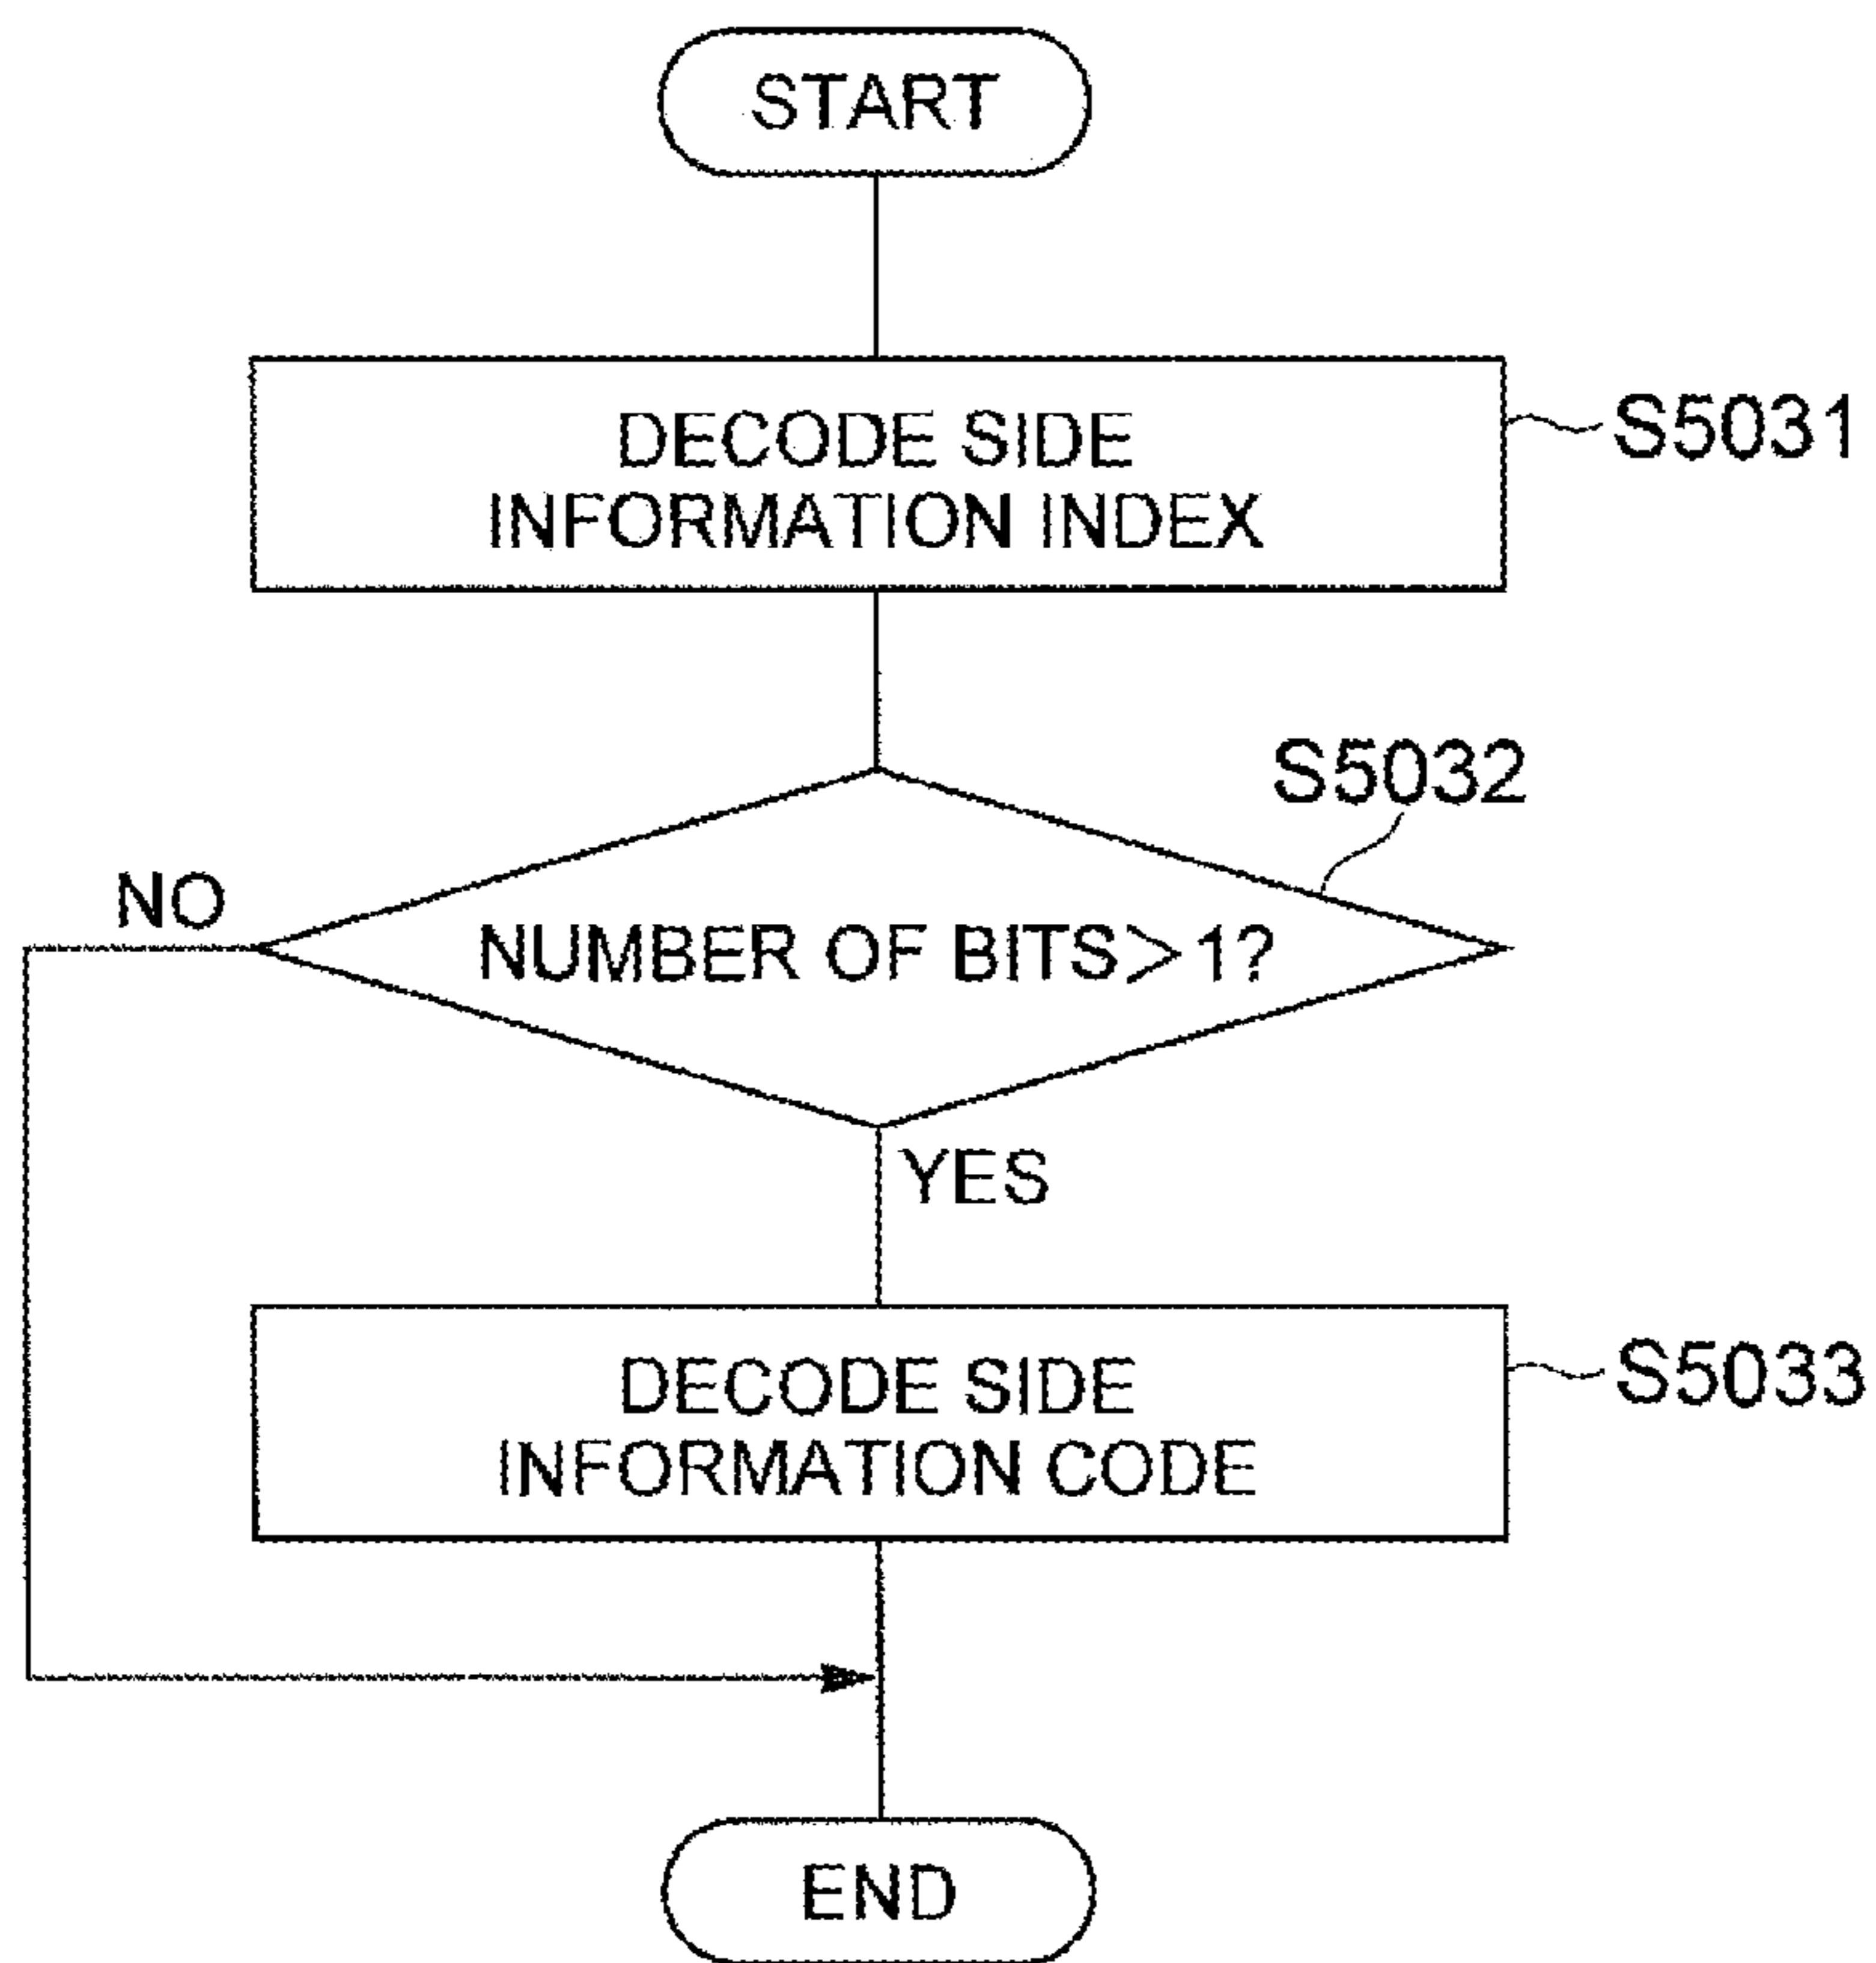 START
DECODE SIDE
INFORMATION INDEX
S5031
S5032
NO
NUMBER OF BITS>1?
YES
DECODE SIDE
INFORMATION CODE
S5033
END